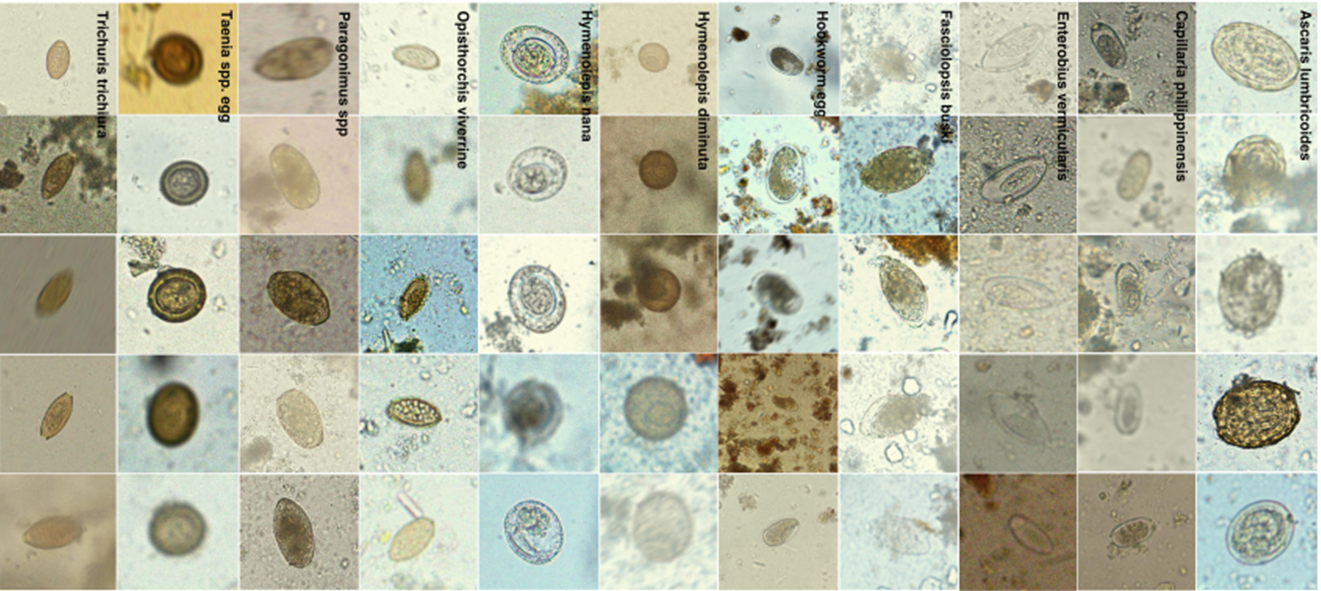 Trichuris trichiura
Taenia spp. egg
Paragonimus spp
Opisthorchis viverrine
Hymenolepis nana
Hymenolepis diminuta
Hookworm egg
Fasciolopsis buski
Enterobius vermicularis
Capillaria philippinensis
Ascaris lumbricoides